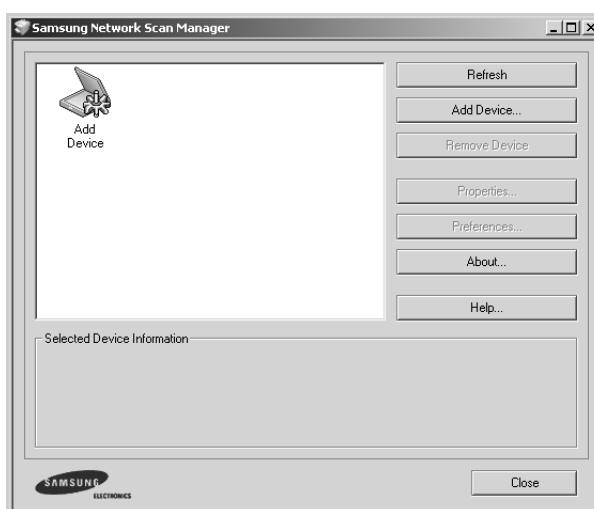 Samsung Network Scan Manager
Add
Device
Refresh
Add Device...
Remove Device
Properties...
Preferences...
About...
Help...
Selected Device Information
SAMSUNG
ELECTRONICS
Close